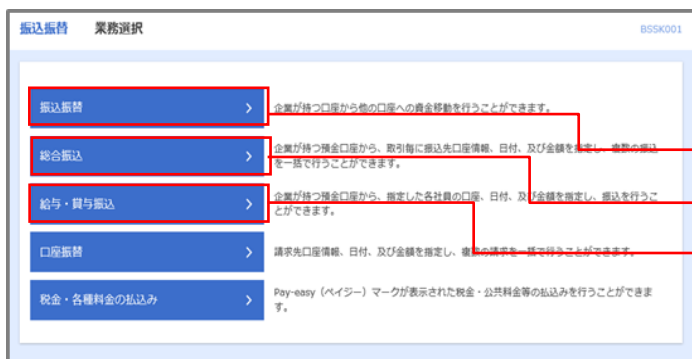 振込振替 業務選択 BSSK001
振込振替 > 企業が持つ口座から他の口座への資金移動を行うことができます。
総合振込 > 企業が持つ預金口座から、取引毎に振込先口座情報、日付、及び金額を指定し、複数の振込
を一括で行うことができます。
給与・賞与振込 > 企業が持つ預金口座から、指定した各社員の口座、日付、及び金額を指定し、振込を行うこ
とができます。
口座振替 > 請求先口座情報、日付、及び金額を指定し、複数の請求を一括で行うことができます。
税金・各種料金の払込み > Pay-easy（ペイジー）マークが表示された税金・公共料金等の払込みを行うことができま
す。